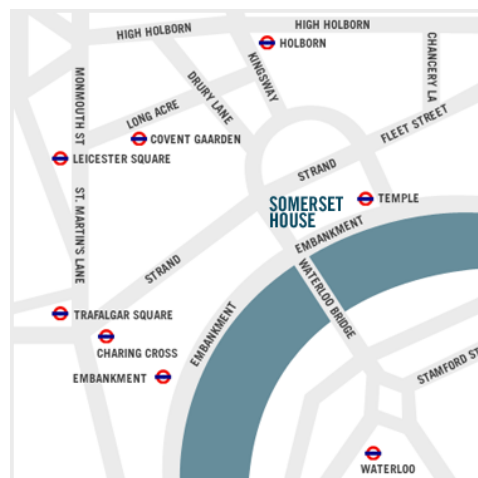 HIGH HOLBORN
HIGH HOLBORN
HOLBORN
KINGSWAY
CHANCERY LA
MONMOUTH ST
DRURY LANE
LONG ACRE
COVENT GAARDEN
FLEET STREET
LEICESTER SQUARE
STRAND
ST. MARTIN'S LANE
SOMERSET
HOUSE
TEMPLE
EMBANKMENT
STRAND
WATERLOO BRIDGE
TRAFALGAR SQUARE
EMBANKMENT
CHARING CROSS
EMBANKMENT
STAMFORD ST
WATERLOO